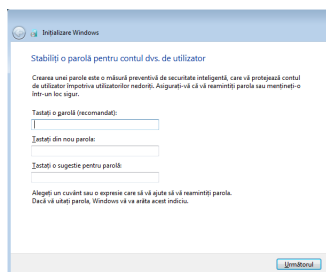 Inițializare Windows
Stabiliți o parolă pentru contul dvs. de utilizator
Crearea unei parole este o măsură preventivă de securitate inteligentă, care vă protejează contul
de utilizator împotriva utilizatorilor nedoriți. Asigurați-vă că vă reamintiți parola sau mențineți-o
într-un loc sigur.
Tastați o parolă (recomandat):
Tastați din nou parola:
Tastați o sugestie pentru parolă:
Alegeți un cuvânt sau o expresie care să vă ajute să vă reamintiți parola.
Dacă vă uitați parola, Windows vă va arăta acest indiciu.
Următorul